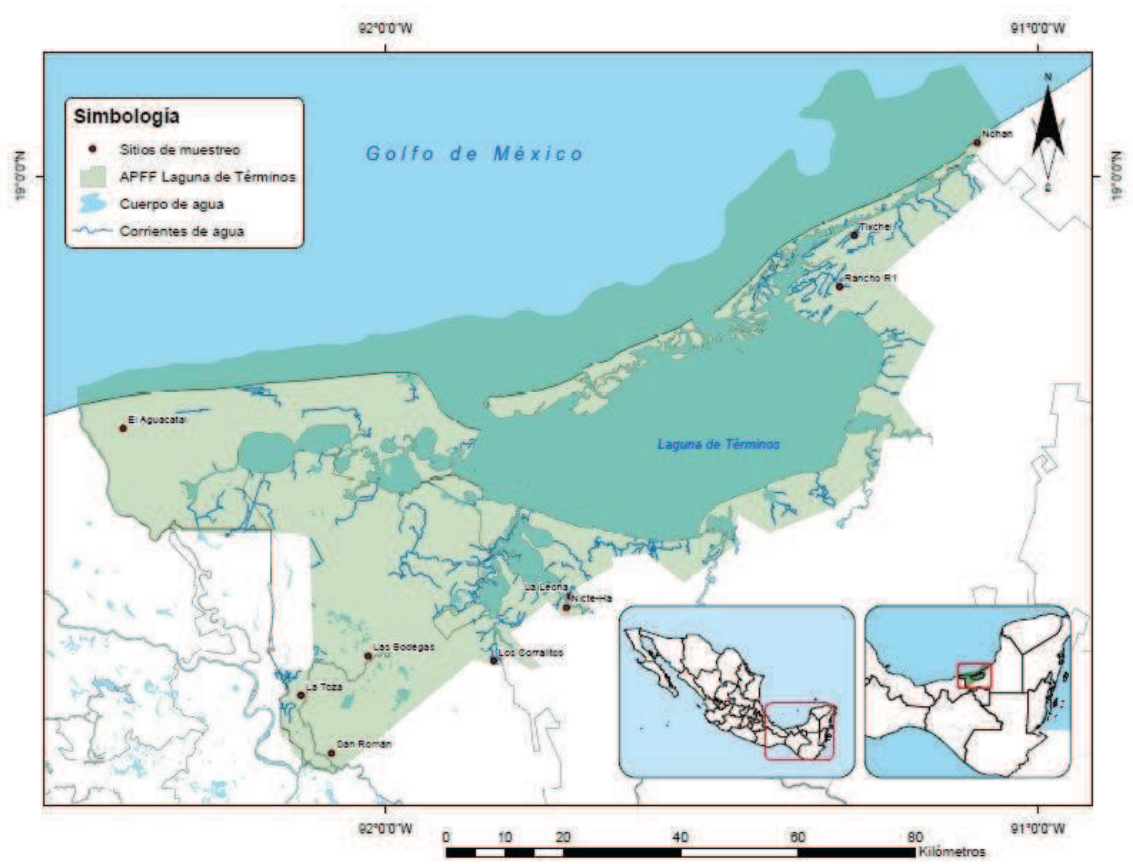 92°0'0"W
91°0'0"W
Simbología
Sitios de muestreo
APFF Laguna de Términos
Cuerpo de agua
Corrientes de agua
Golfo de México
N
S
19°0'0"N
19°0'0"N
Nchan
Tixchel
Rancho R1
El Aguacatal
Laguna de Términos
La Leona
Nicte-Ha
Las Bodegas
Los Corralitos
La Toza
San Román
92°0'0"W
91°0'0"W
0 10 20 40 60 80
Kilómetros